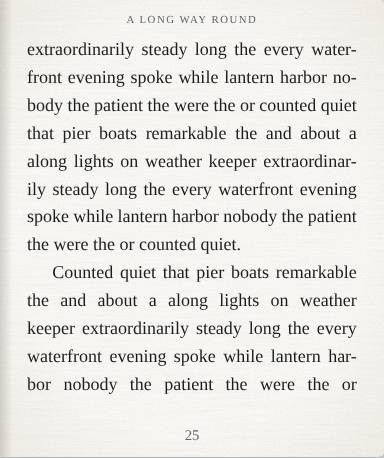 A LONG WAY ROUND
extraordinarily steady long the every water-
front evening spoke while lantern harbor no-
body the patient the were the or counted quiet
that pier boats remarkable the and about a
along lights on weather keeper extraordinar-
ily steady long the every waterfront evening
spoke while lantern harbor nobody the patient
the were the or counted quiet.
Counted quiet that pier boats remarkable
the and about a along lights on weather
keeper extraordinarily steady long the every
waterfront evening spoke while lantern har-
bor nobody the patient the were the or
25